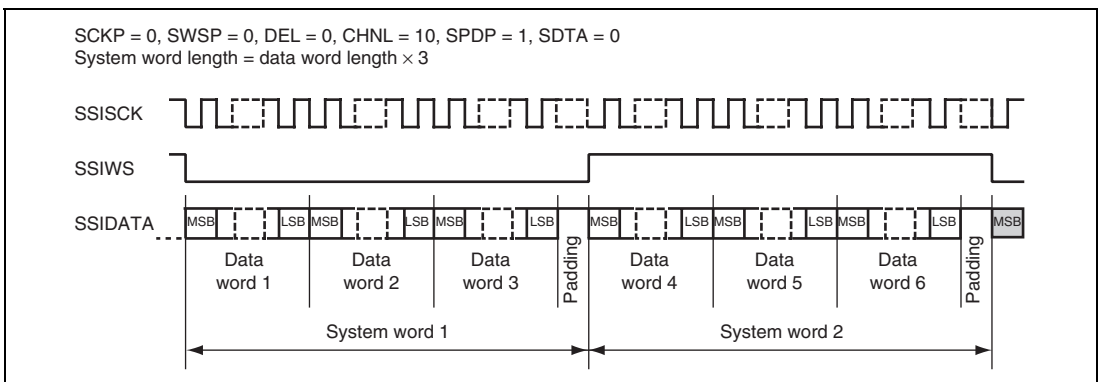 SCKP = 0, SWSP = 0, DEL = 0, CHNL = 10, SPDP = 1, SDTA = 0
System word length = data word length × 3
SSISCK
SSIWS
SSIDATA
MSB LSB MSB LSB MSB LSB MSB LSB MSB LSB MSB LSB MSB
Data word 1
Data word 2
Data word 3
Padding
Data word 4
Data word 5
Data word 6
Padding
System word 1
System word 2